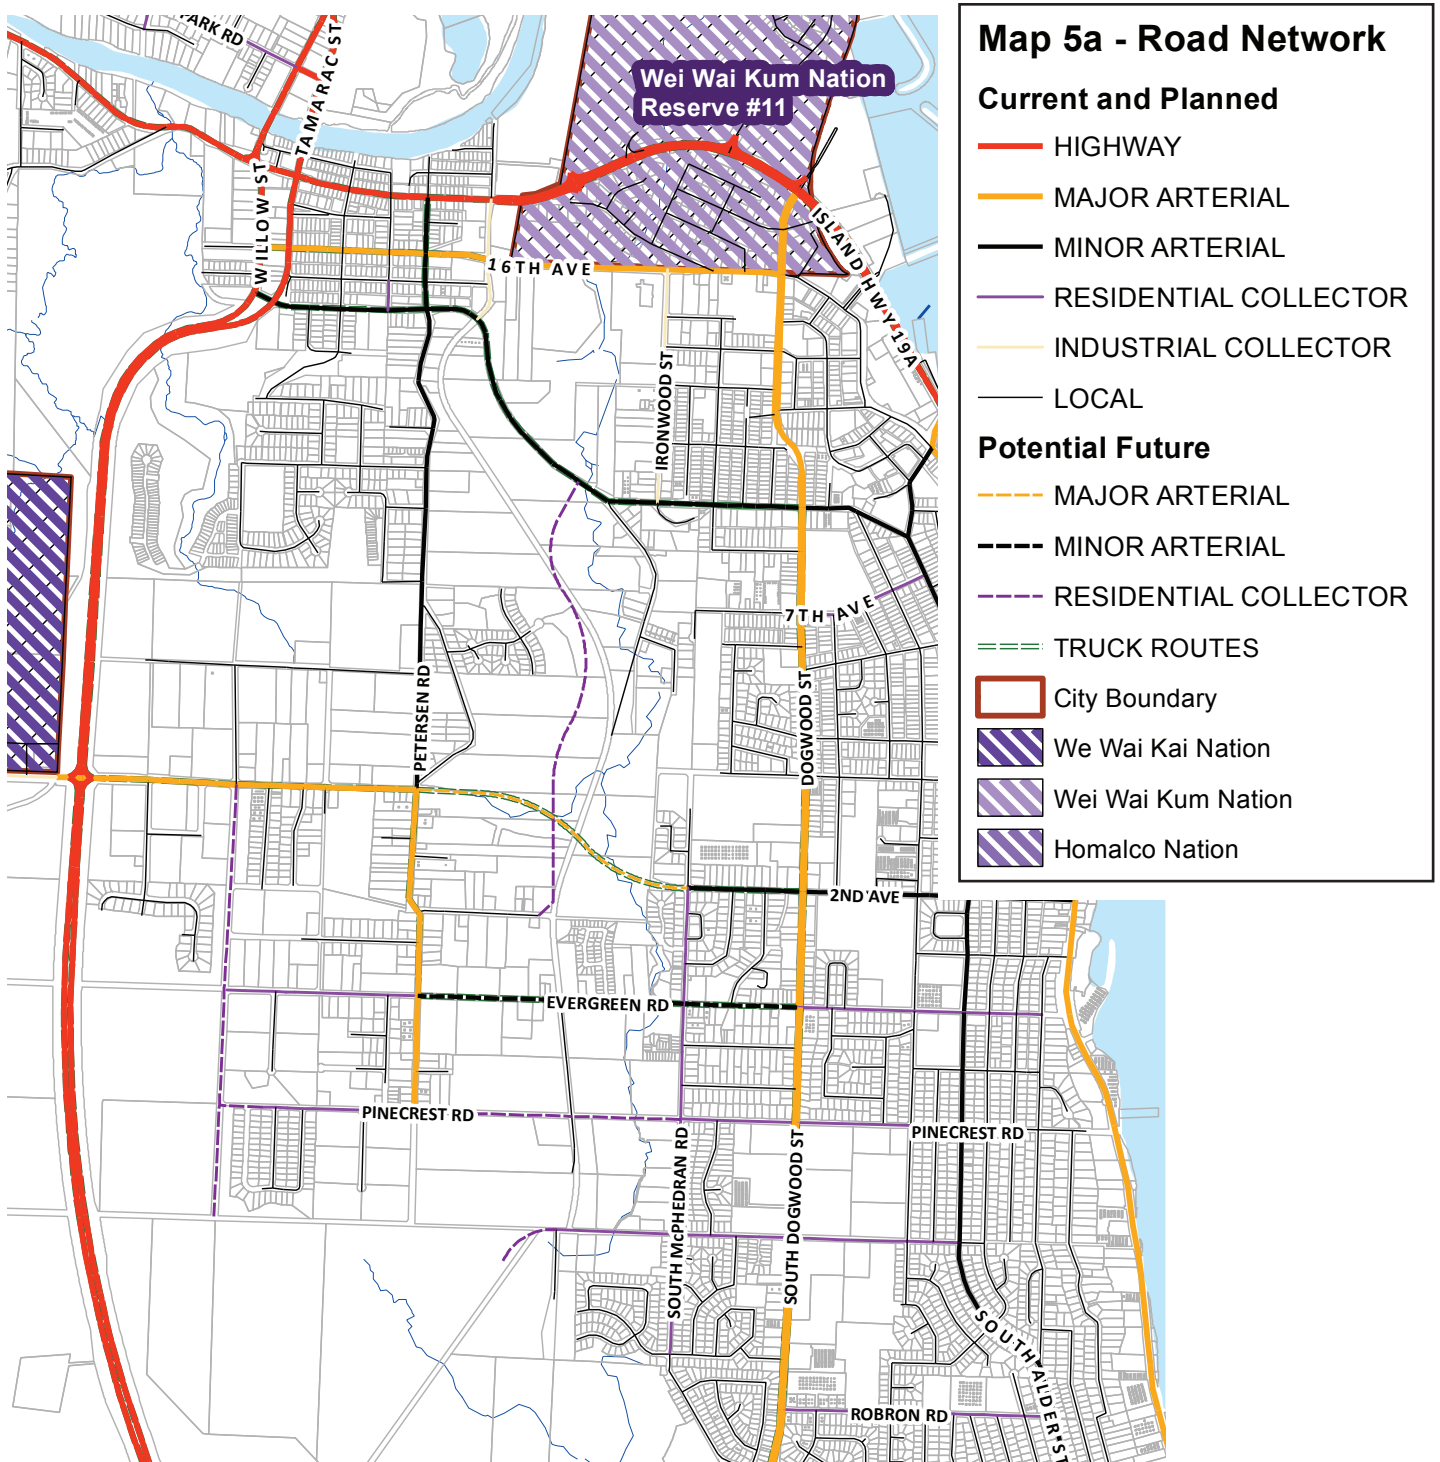 PARK RD
TAMARAC ST
Wei Wai Kum Nation
Reserve #11
WILLOW ST
ISLAND HWY 19A
16TH AVE
IRONWOOD ST
7TH AVE
PETERSEN RD
DOGWOOD ST
2ND AVE
EVERGREEN RD
PINECREST RD
PINECREST RD
SOUTH McPHEDRAN RD
SOUTH DOGWOOD ST
SOUTH ALDER ST
ROBRON RD
Map 5a - Road Network
Current and Planned
HIGHWAY
MAJOR ARTERIAL
MINOR ARTERIAL
RESIDENTIAL COLLECTOR
INDUSTRIAL COLLECTOR
LOCAL
Potential Future
MAJOR ARTERIAL
MINOR ARTERIAL
RESIDENTIAL COLLECTOR
TRUCK ROUTES
City Boundary
We Wai Kai Nation
Wei Wai Kum Nation
Homalco Nation